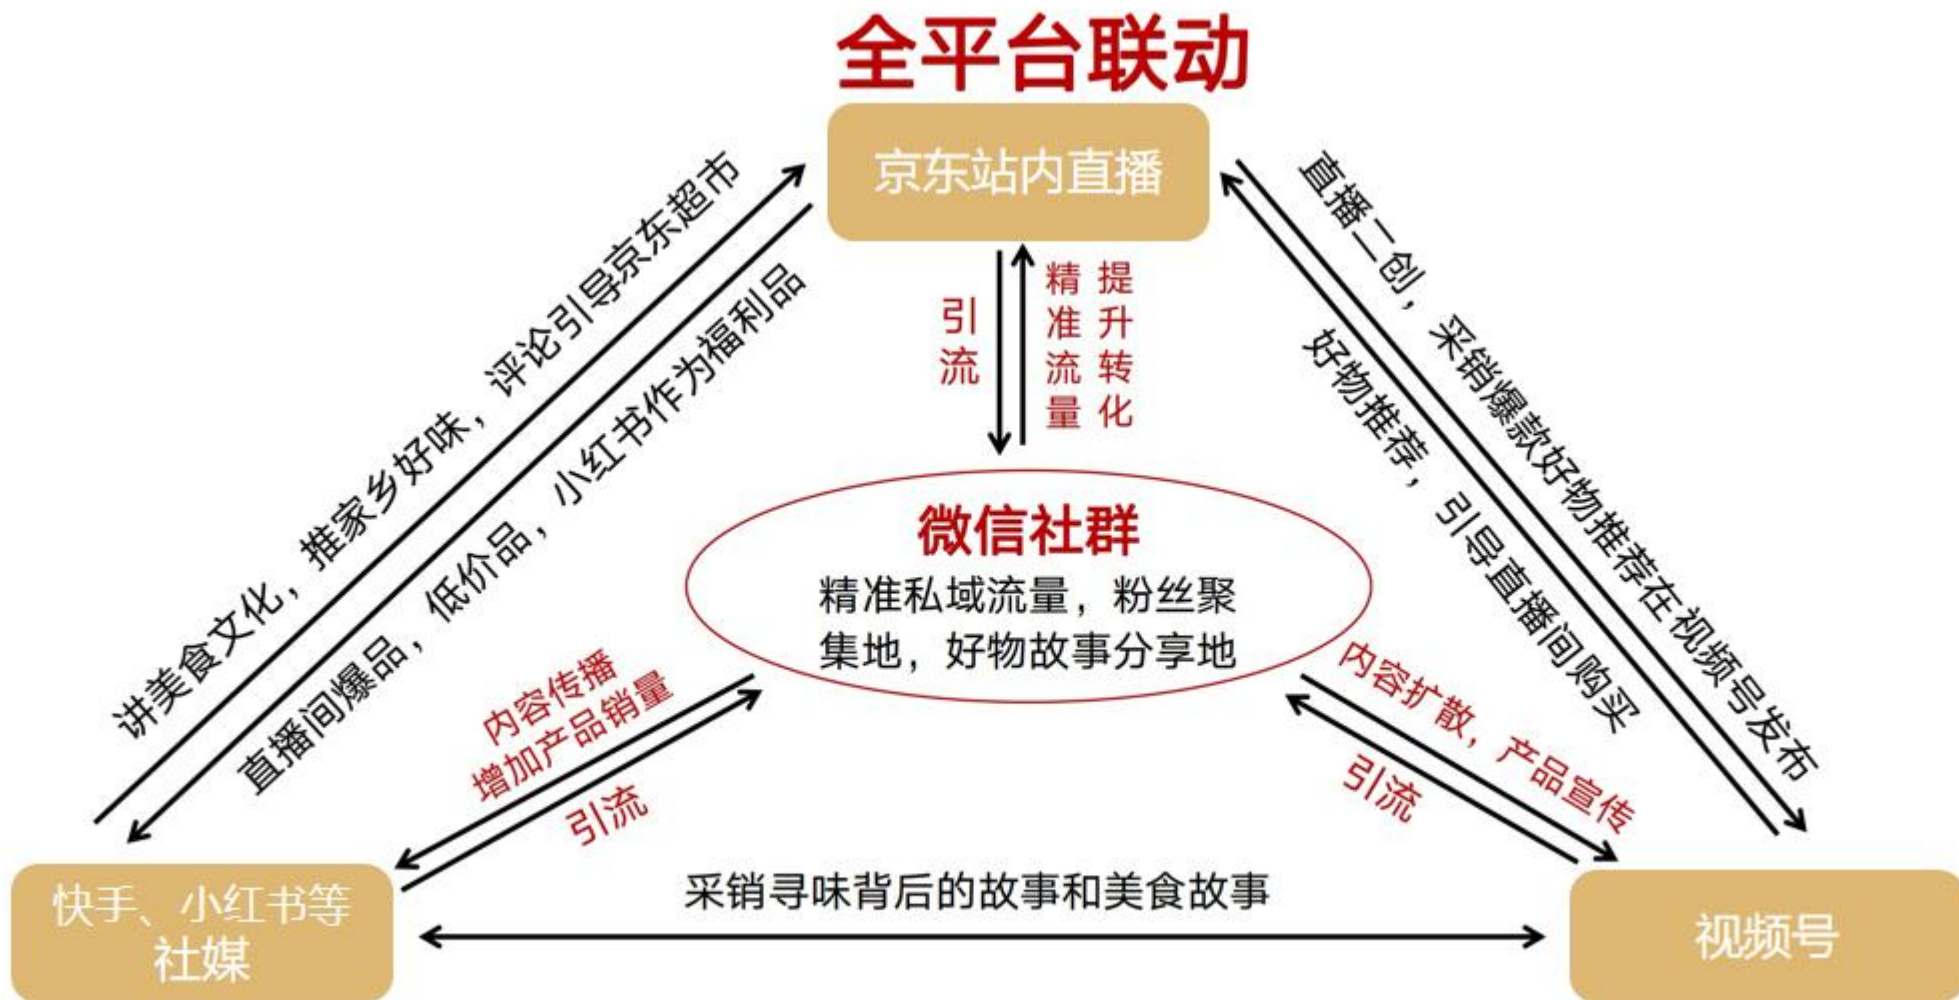 全平台联动
京东站内直播
讲美食文化，推家乡好味，评论引导京东超市
直播间爆品，低价品，小红书作为福利品
引流
精准流量
提升转化
直播二创，采销爆款好物推荐在视频号发布
好物推荐，引导直播间购买
微信社群
精准私域流量，粉丝聚
集地，好物故事分享地
内容传播
增加产品销量
引流
内容扩散，产品宣传
引流
采销寻味背后的故事和美食故事
快手、小红书等
社媒
视频号